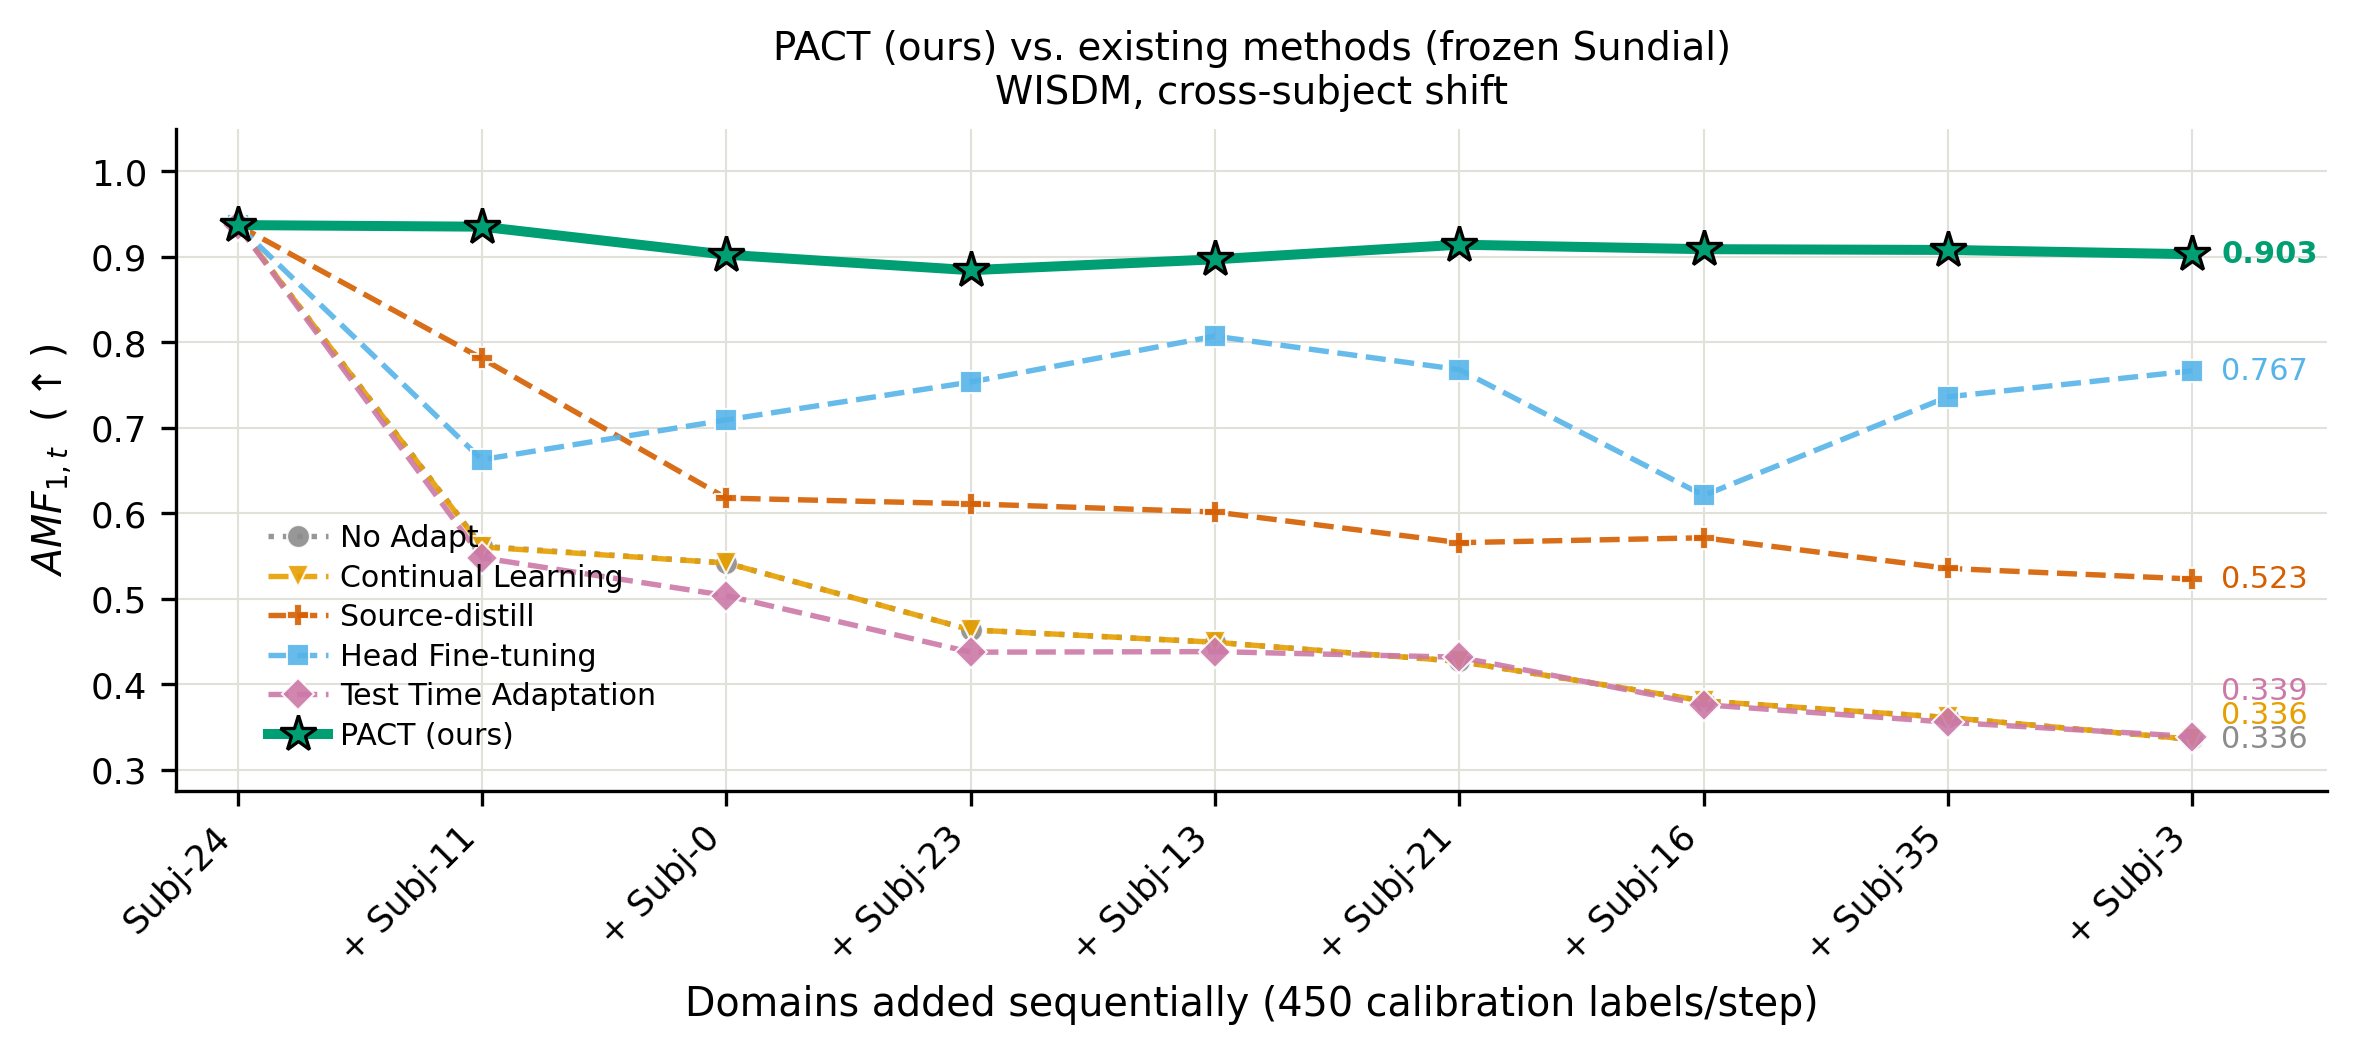 PACT (ours) vs. existing methods (frozen Sundial)
WISDM, cross-subject shift
AMF₁,ₜ (↑)
1.0
0.9
0.8
0.7
0.6
0.5
0.4
0.3
No Adapt
Continual Learning
Source-distill
Head Fine-tuning
Test Time Adaptation
PACT (ours)
0.903
0.767
0.523
0.339
0.336
0.336
Subj-24
+ Subj-11
+ Subj-0
+ Subj-23
+ Subj-13
+ Subj-21
+ Subj-16
+ Subj-35
+ Subj-3
Domains added sequentially (450 calibration labels/step)